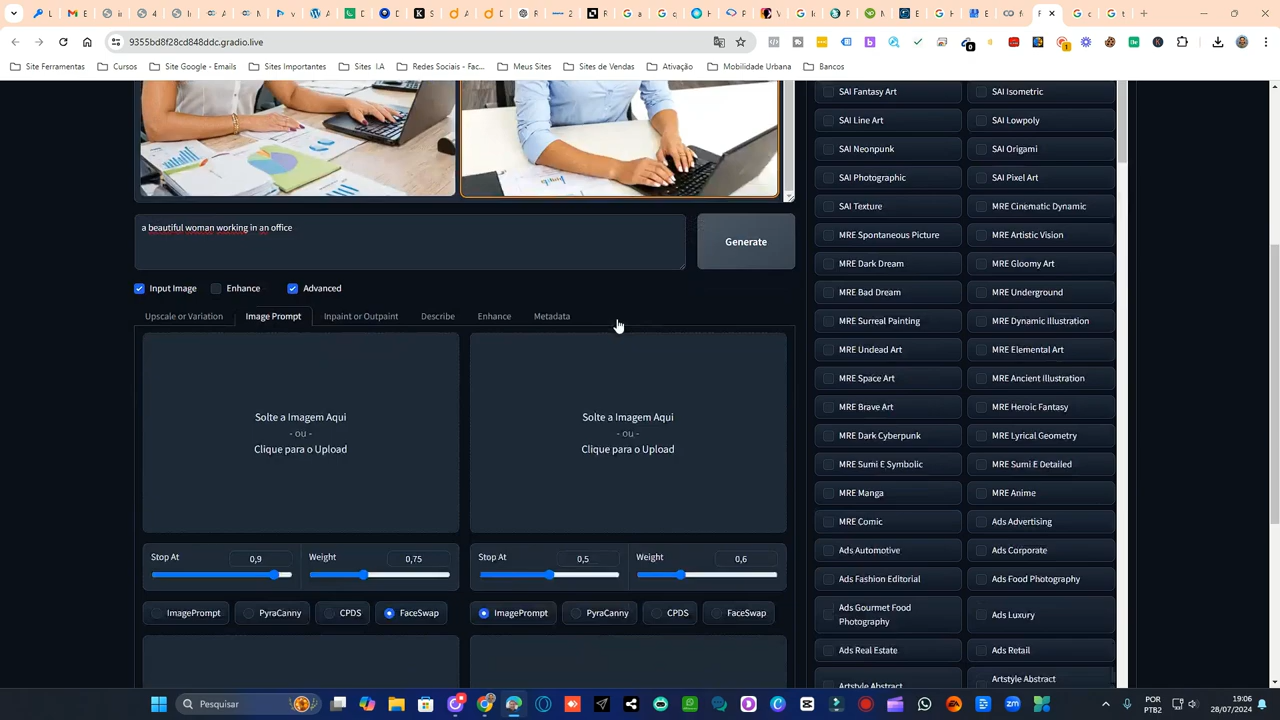 9355bd8f28cd848ddc.gradio.live
Site Ferramentas
Cursos
Site Google - Emails
Sites Importantes
Sites I.A
Redes Sociais - Fac...
Meus Sites
Sites de Vendas
Ativação
Mobilidade Urbana
Bancos
a beautiful woman working in an office
Generate
Input Image
Enhance
Advanced
Upscale or Variation
Image Prompt
Inpaint or Outpaint
Describe
Enhance
Metadata
Solte a Imagem Aqui
- ou -
Clique para o Upload
Solte a Imagem Aqui
- ou -
Clique para o Upload
Stop At
0,9
Weight
0,75
Stop At
0,5
Weight
0,6
ImagePrompt
PyraCanny
CPDS
FaceSwap
ImagePrompt
PyraCanny
CPDS
FaceSwap
SAI Fantasy Art
SAI Isometric
SAI Line Art
SAI Lowpoly
SAI Neonpunk
SAI Origami
SAI Photographic
SAI Pixel Art
SAI Texture
MRE Cinematic Dynamic
MRE Spontaneous Picture
MRE Artistic Vision
MRE Dark Dream
MRE Gloomy Art
MRE Bad Dream
MRE Underground
MRE Surreal Painting
MRE Dynamic Illustration
MRE Undead Art
MRE Elemental Art
MRE Space Art
MRE Ancient Illustration
MRE Brave Art
MRE Heroic Fantasy
MRE Dark Cyberpunk
MRE Lyrical Geometry
MRE Sumi E Symbolic
MRE Sumi E Detailed
MRE Manga
MRE Anime
MRE Comic
Ads Advertising
Ads Automotive
Ads Corporate
Ads Fashion Editorial
Ads Food Photography
Ads Gourmet Food
Photography
Ads Luxury
Ads Real Estate
Ads Retail
Artstyle Abstract
Artstyle Abstract
Pesquisar
POR
PTB2
19:06
28/07/2024